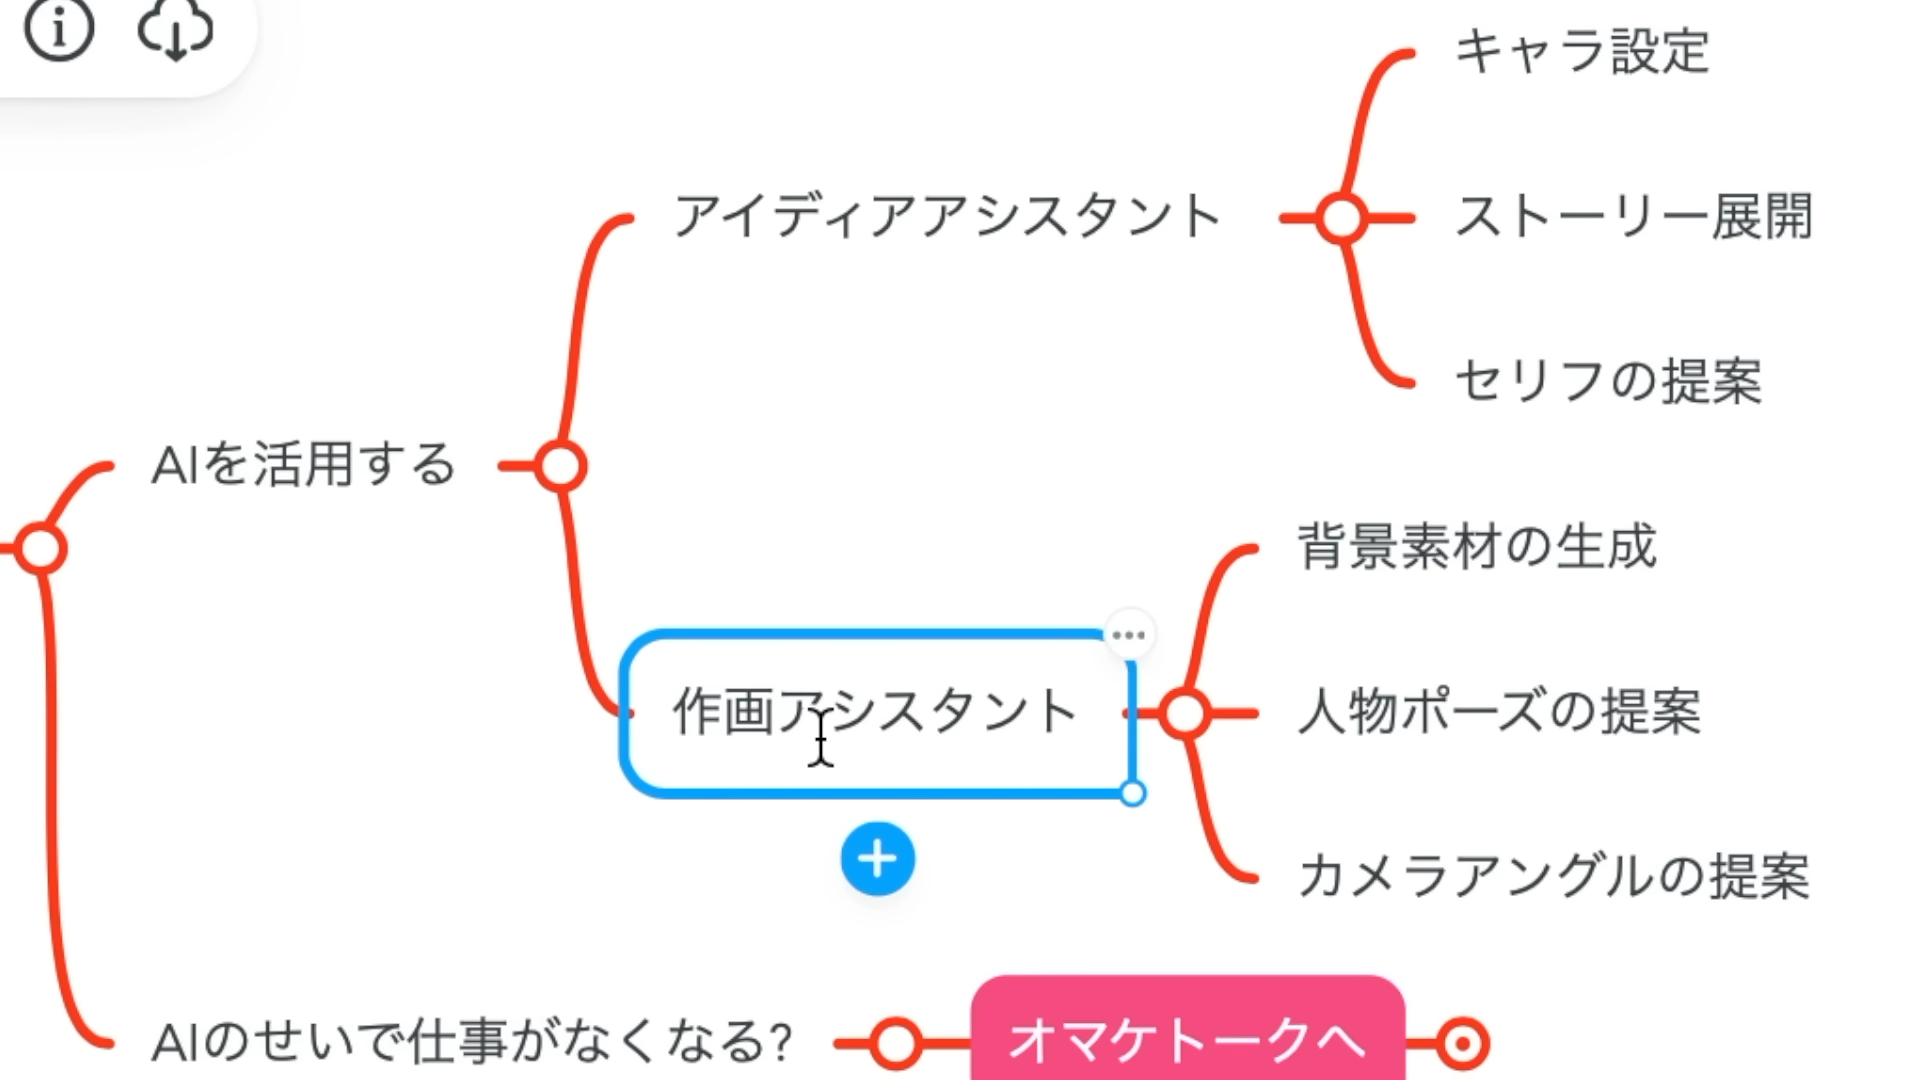 キャラ設定
アイディアアシスタント
ストーリー展開
セリフの提案
AIを活用する
背景素材の生成
作画アシスタント
人物ポーズの提案
カメラアングルの提案
AIのせいで仕事がなくなる?
オマケトークへ